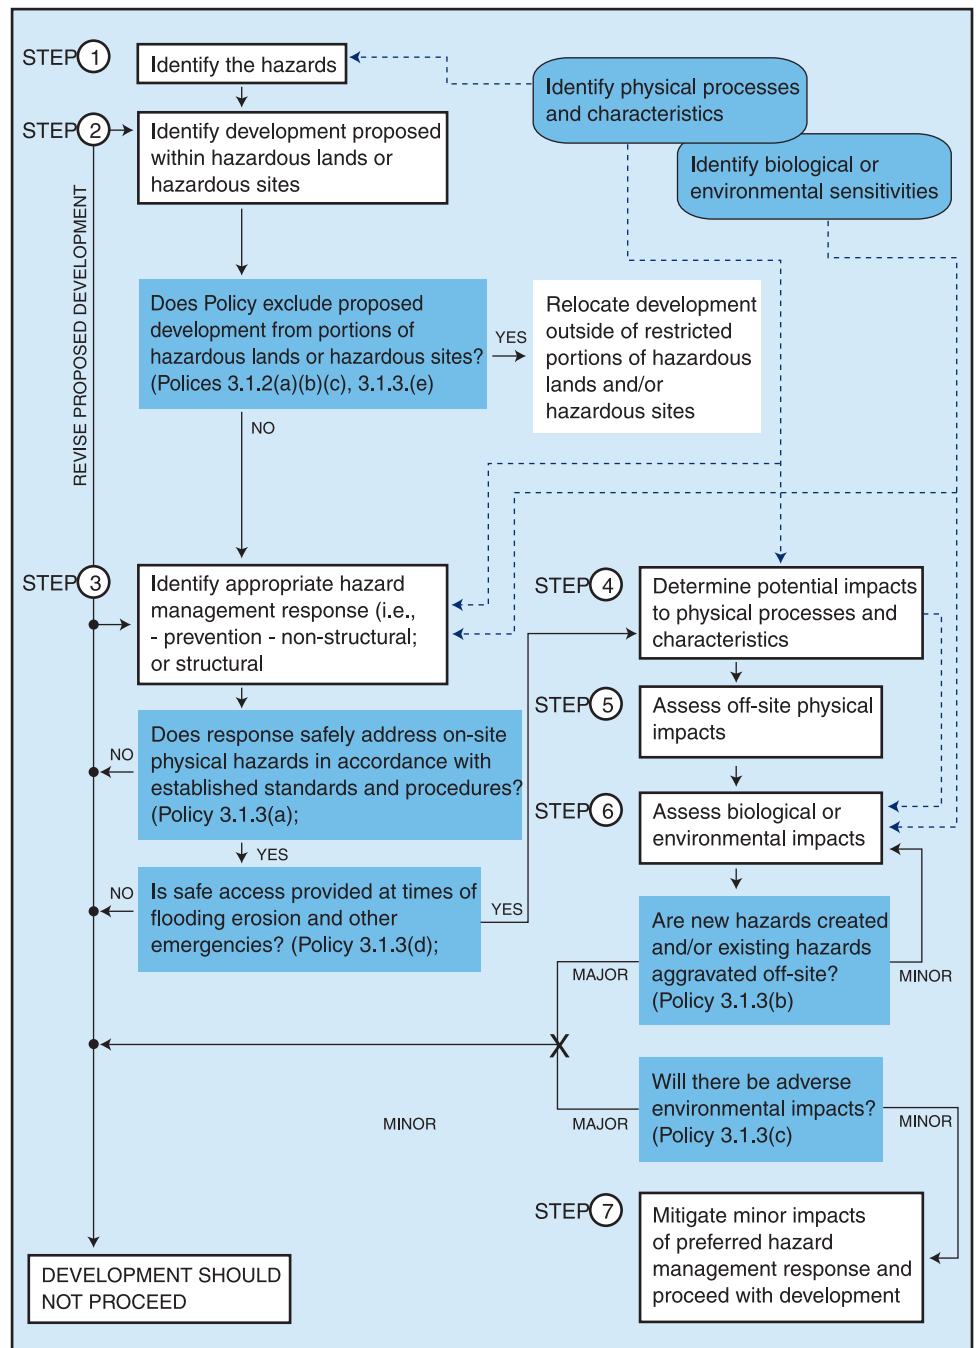 STEP 1
Identify the hazards
Identify physical processes
and characteristics
STEP 2
Identify development proposed
within hazardous lands or
hazardous sites
Identify biological or
environmental sensitivities
REVISE PROPOSED DEVELOPMENT
Does Policy exclude proposed
development from portions of
hazardous lands or hazardous sites?
(Polices 3.1.2(a)(b)(c), 3.1.3.(e)
YES
Relocate development
outside of restricted
portions of hazardous
lands and/or
hazardous sites
NO
STEP 3
Identify appropriate hazard
management response (i.e.,
- prevention - non-structural;
or structural
STEP 4
Determine potential impacts
to physical processes and
characteristics
Does response safely address on-site
physical hazards in accordance with
established standards and procedures?
(Policy 3.1.3(a);
NO
YES
STEP 5
Assess off-site physical
impacts
STEP 6
Assess biological or
environmental impacts
Is safe access provided at times of
flooding erosion and other
emergencies? (Policy 3.1.3(d);
NO
YES
Are new hazards created
and/or existing hazards
aggravated off-site?
(Policy 3.1.3(b)
MAJOR
MINOR
X
Will there be adverse
environmental impacts?
(Policy 3.1.3(c)
MINOR
MAJOR
MINOR
STEP 7
Mitigate minor impacts
of preferred hazard
management response and
proceed with development
DEVELOPMENT SHOULD
NOT PROCEED